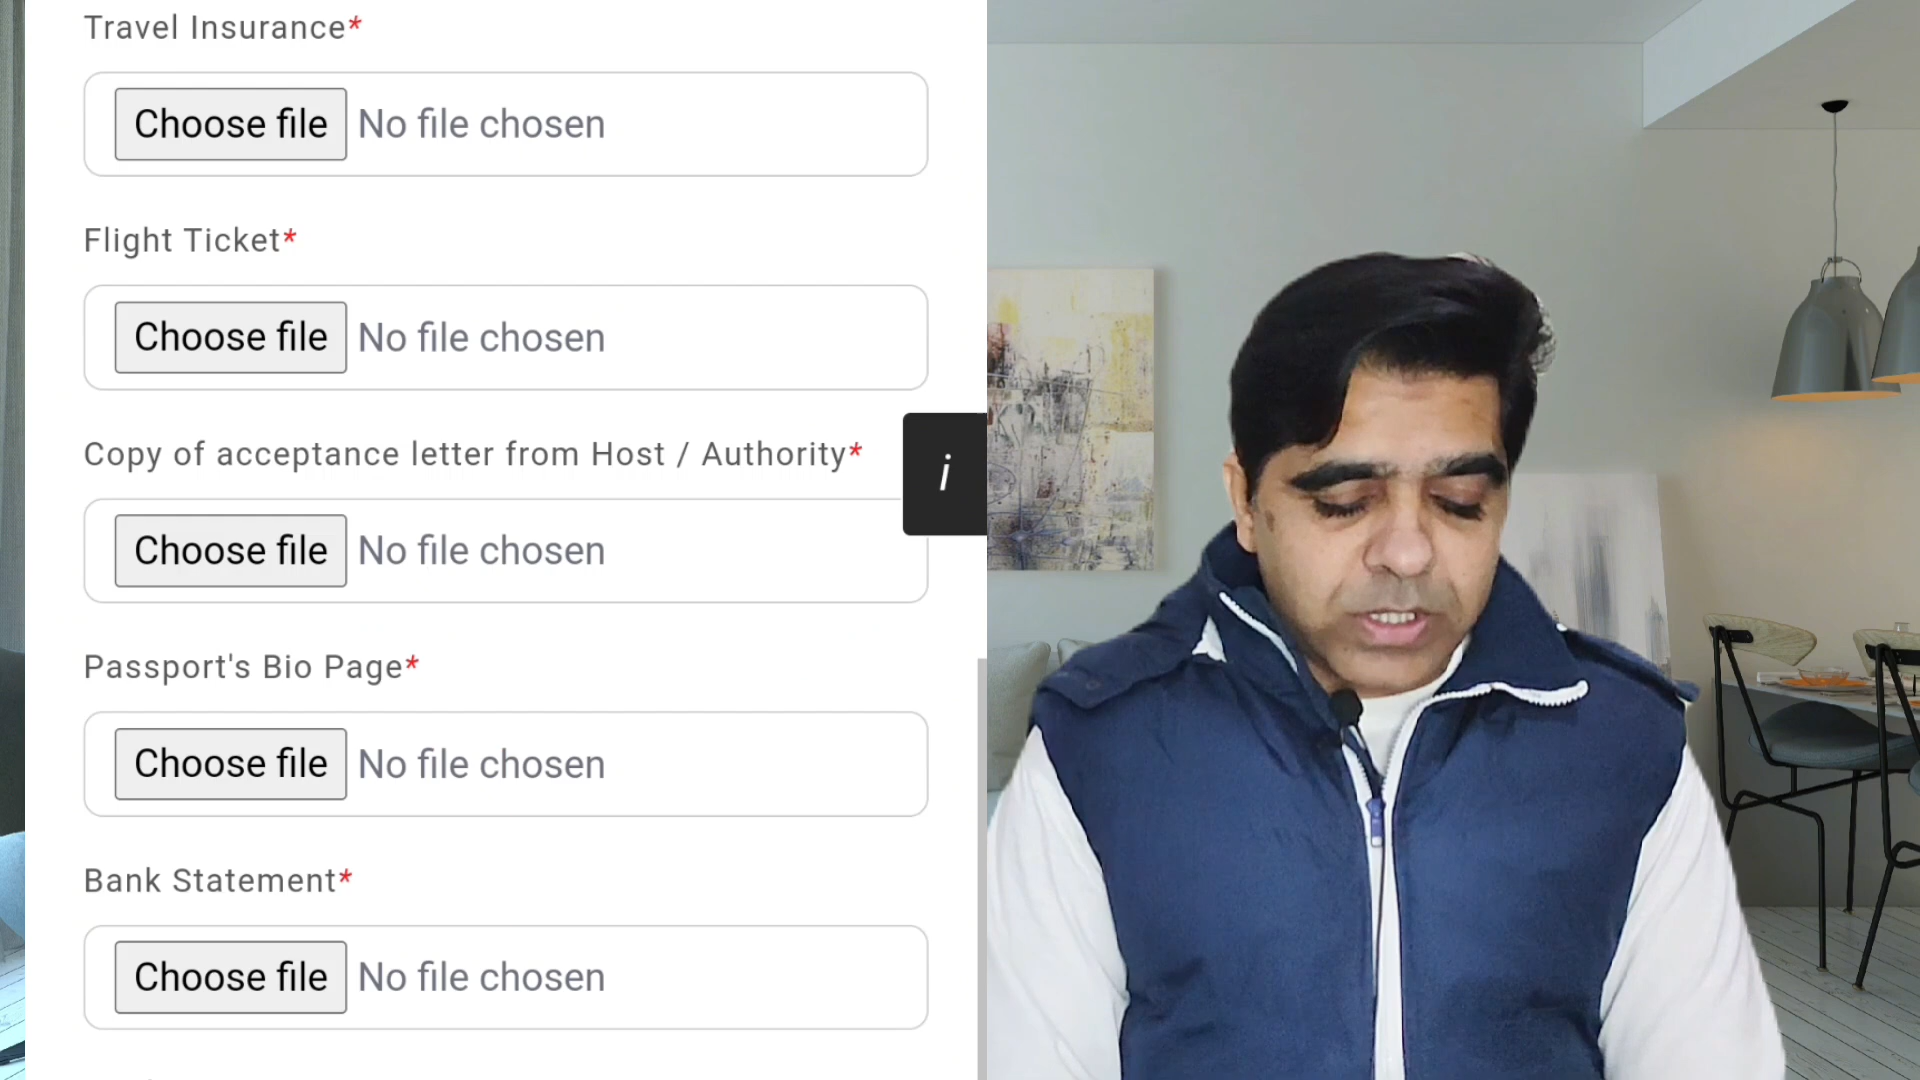 Travel Insurance*
Choose file No file chosen
Flight Ticket*
Choose file No file chosen
Copy of acceptance letter from Host / Authority*
i
Choose file No file chosen
Passport's Bio Page*
Choose file No file chosen
Bank Statement*
Choose file No file chosen